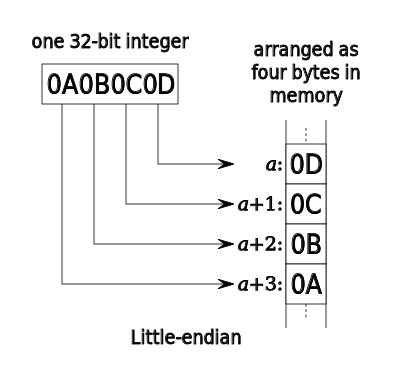 one 32-bit integer
0A0B0C0D
arranged as
four bytes in
memory
a: 0D
a+1: 0C
a+2: 0B
a+3: 0A
Little-endian